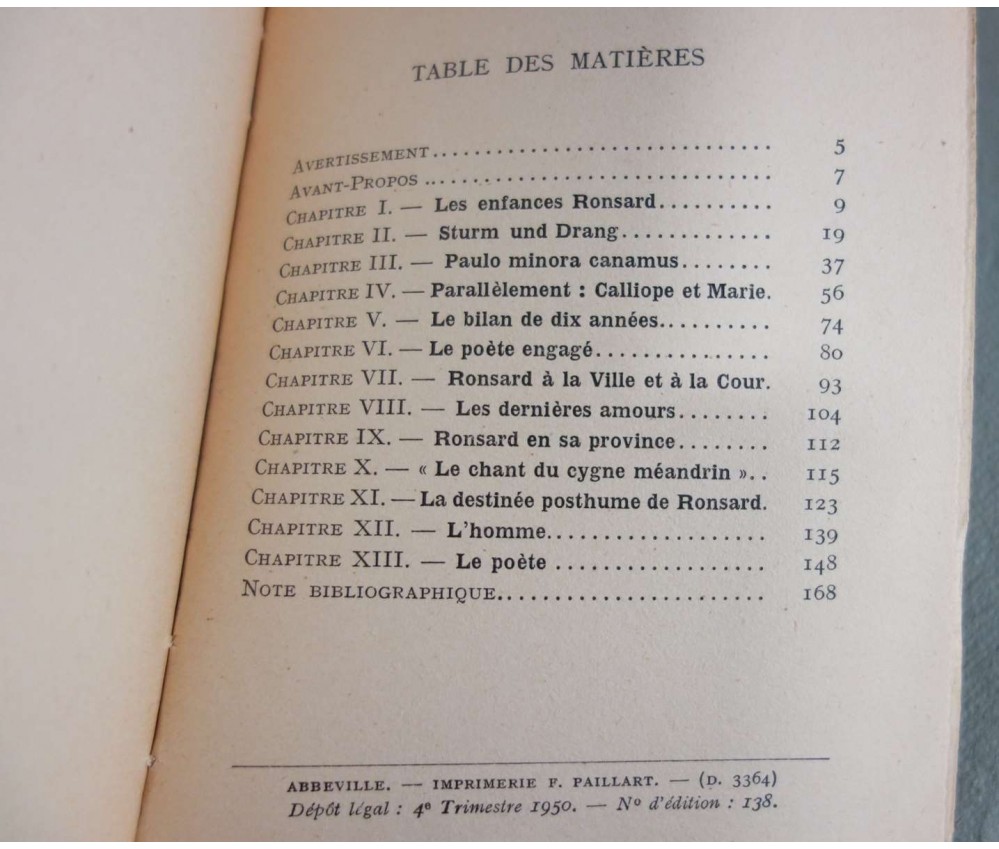 TABLE DES MATIÈRES
AVERTISSEMENT................................ 5
AVANT-PROPOS ................................ 7
CHAPITRE I. — Les enfances Ronsard.......... 9
CHAPITRE II. — Sturm und Drang............. 19
CHAPITRE III. — Paulo minora canamus........ 37
CHAPITRE IV. — Parallèlement : Calliope et Marie. 56
CHAPITRE V. — Le bilan de dix années.......... 74
CHAPITRE VI. — Le poète engagé............... 80
CHAPITRE VII. — Ronsard à la Ville et à la Cour. 93
CHAPITRE VIII. — Les dernières amours........ 104
CHAPITRE IX. — Ronsard en sa province........ 112
CHAPITRE X. — « Le chant du cygne méandrin ».. 115
CHAPITRE XI. — La destinée posthume de Ronsard. 123
CHAPITRE XII. — L'homme................... 139
CHAPITRE XIII. — Le poète .................. 148
NOTE BIBLIOGRAPHIQUE....................... 168
ABBEVILLE. — IMPRIMERIE F. PAILLART. — (D. 3364)
Dépôt légal : 4e Trimestre 1950. — No d'édition : 138.